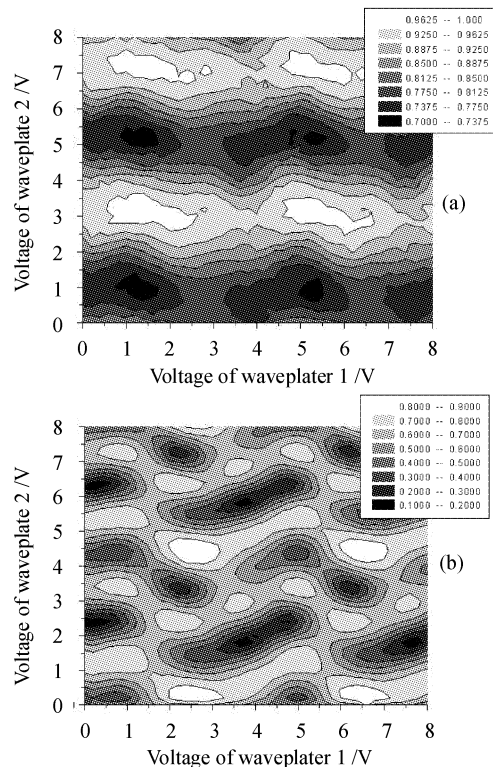 (a)
0.9625 -- 1.000
0.9250 -- 0.9625
0.8875 -- 0.9250
0.8500 -- 0.8875
0.8125 -- 0.8500
0.7750 -- 0.8125
0.7375 -- 0.7750
0.7000 -- 0.7375
Voltage of waveplate 2 /V
8
7
6
5
4
3
2
1
0
(a)
0 1 2 3 4 5 6 7 8
Voltage of waveplater 1 /V
(b)
0.8000 -- 0.9000
0.7000 -- 0.8000
0.6000 -- 0.7000
0.5000 -- 0.6000
0.4000 -- 0.5000
0.3000 -- 0.4000
0.2000 -- 0.3000
0.1000 -- 0.2000
Voltage of waveplate 2 /V
8
7
6
5
4
3
2
1
0
(b)
0 1 2 3 4 5 6 7 8
Voltage of waveplater 1 /V